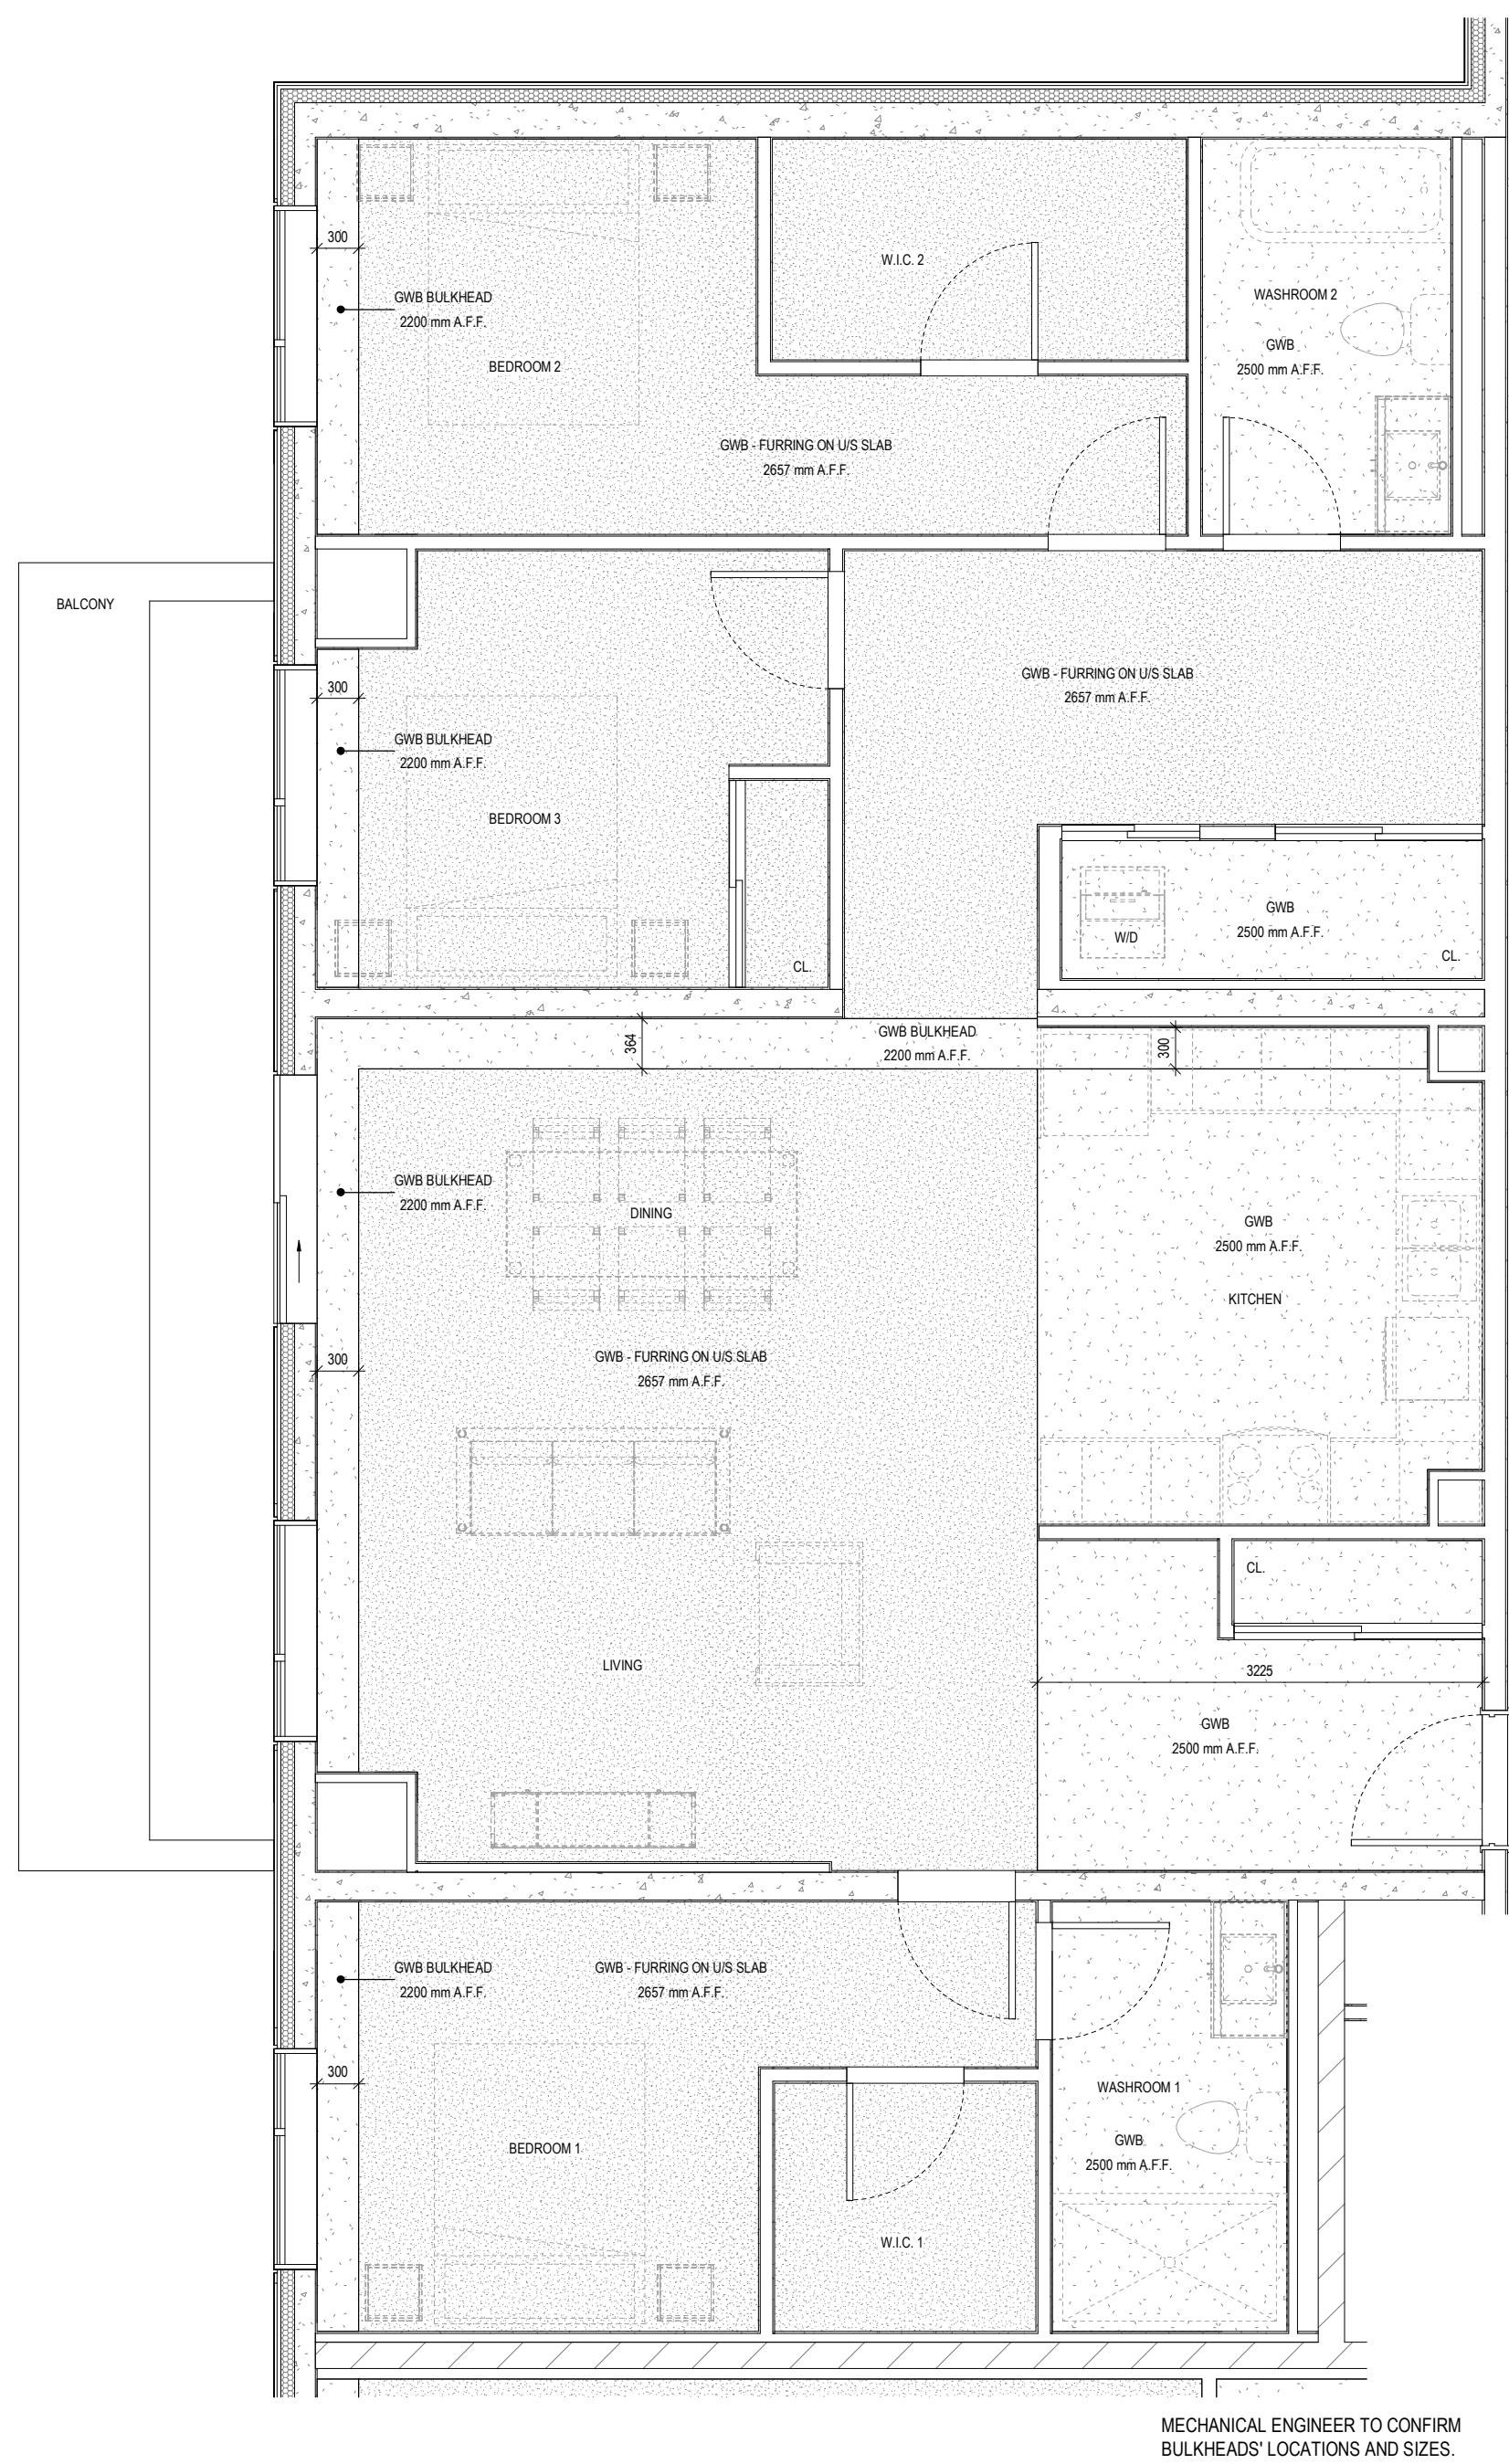 300
W.I.C. 2
GWB BULKHEAD
2200 mm A.F.F.
WASHROOM 2
GWB
2500 mm A.F.F.
BEDROOM 2
GWB - FURRING ON U/S SLAB
2657 mm A.F.F.
BALCONY
300
GWB - FURRING ON U/S SLAB
2657 mm A.F.F.
GWB BULKHEAD
2200 mm A.F.F.
BEDROOM 3
GWB
2500 mm A.F.F.
W/D
CL.
CL.
364
GWB BULKHEAD
2200 mm A.F.F.
300
GWB BULKHEAD
2200 mm A.F.F.
DINING
GWB
2500 mm A.F.F.
KITCHEN
300
GWB - FURRING ON U/S SLAB
2657 mm A.F.F.
CL.
LIVING
3225
GWB
2500 mm A.F.F.
GWB BULKHEAD
2200 mm A.F.F.
GWB - FURRING ON U/S SLAB
2657 mm A.F.F.
300
WASHROOM 1
GWB
2500 mm A.F.F.
BEDROOM 1
W.I.C. 1
MECHANICAL ENGINEER TO CONFIRM
BULKHEADS' LOCATIONS AND SIZES.